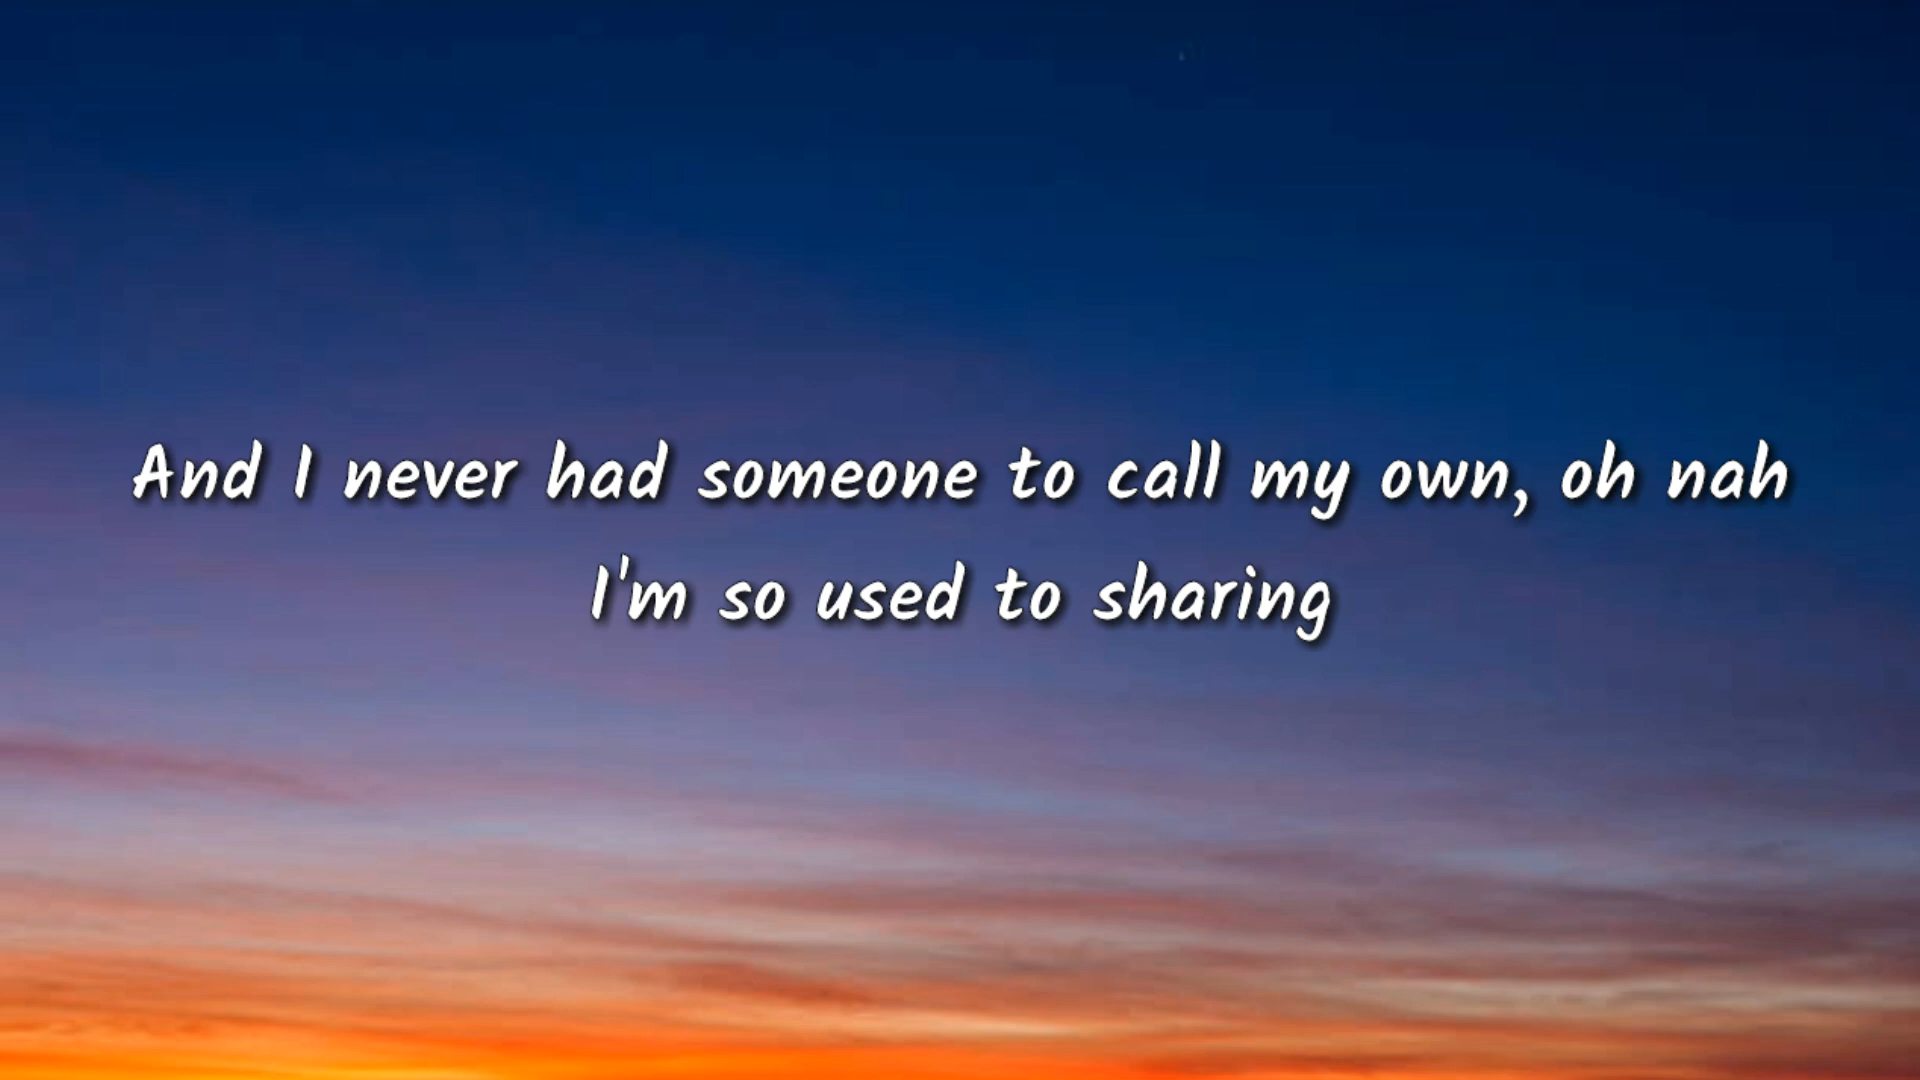 And I never had someone to call my own, oh nah
I'm so used to sharing